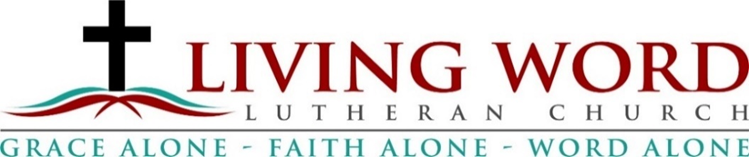 LIVING WORD
LUTHERAN CHURCH
GRACE ALONE - FAITH ALONE - WORD ALONE